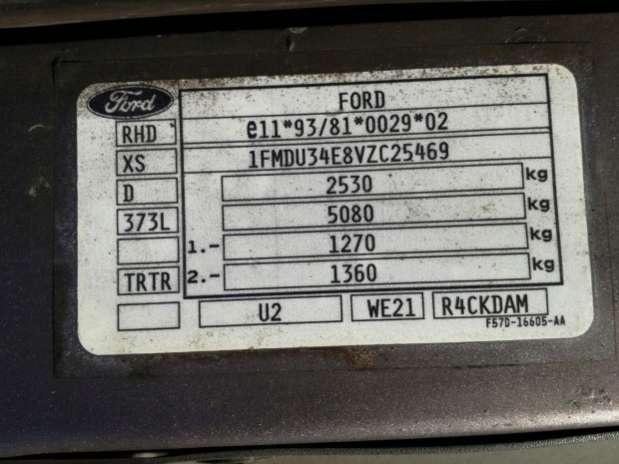 Ford
FORD
RHD e11*93/81*0029*02
XS 1FMDU34E8VZC25469
D 2530 kg
373L 5080 kg
1.- 1270 kg
TRTR 2.- 1360 kg
U2 WE21 R4CKDAM
F57D-16605-AA